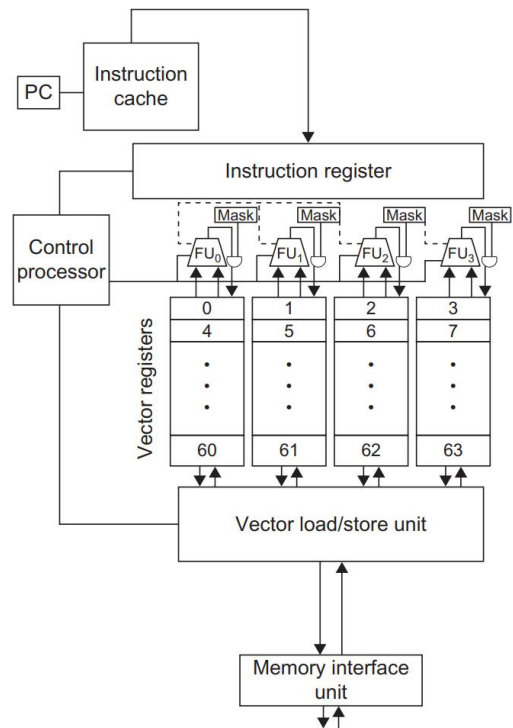 Instruction
cache
PC
Instruction register
Mask Mask Mask Mask
FU0 FU1 FU2 FU3
Control
processor
Vector registers
0 1 2 3
4 5 6 7
60 61 62 63
Vector load/store unit
Memory interface
unit